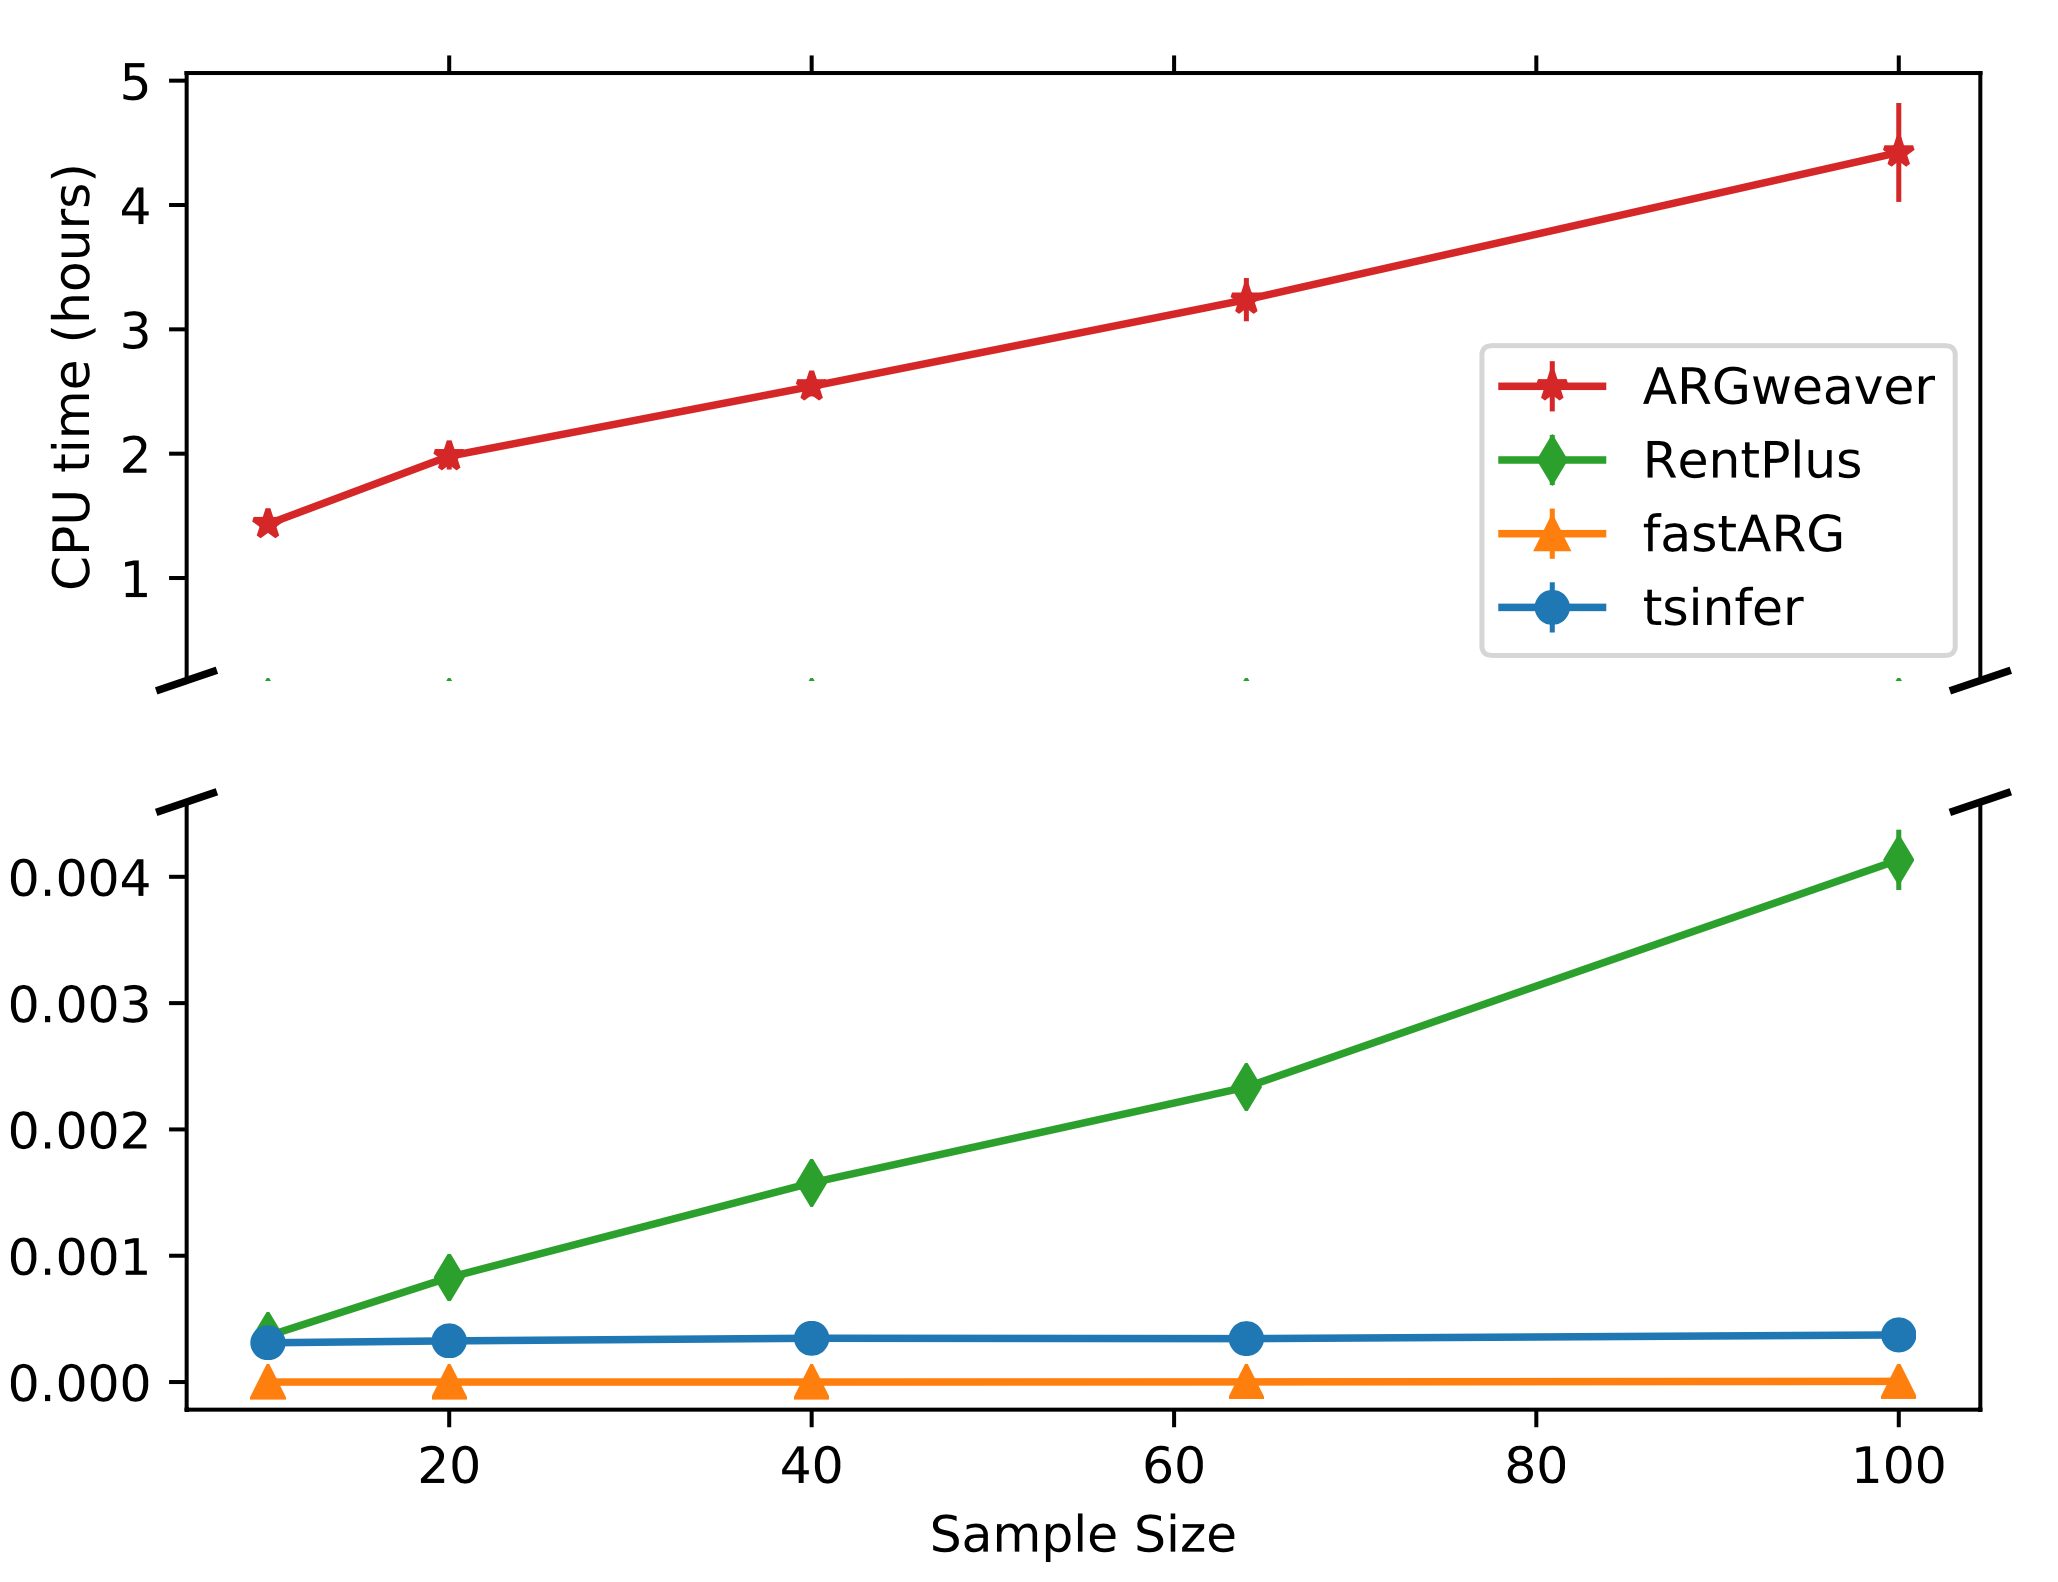 5
4
3
2
1
CPU time (hours)
ARGweaver
RentPlus
fastARG
tsinfer
0.004
0.003
0.002
0.001
0.000
20 40 60 80 100
Sample Size